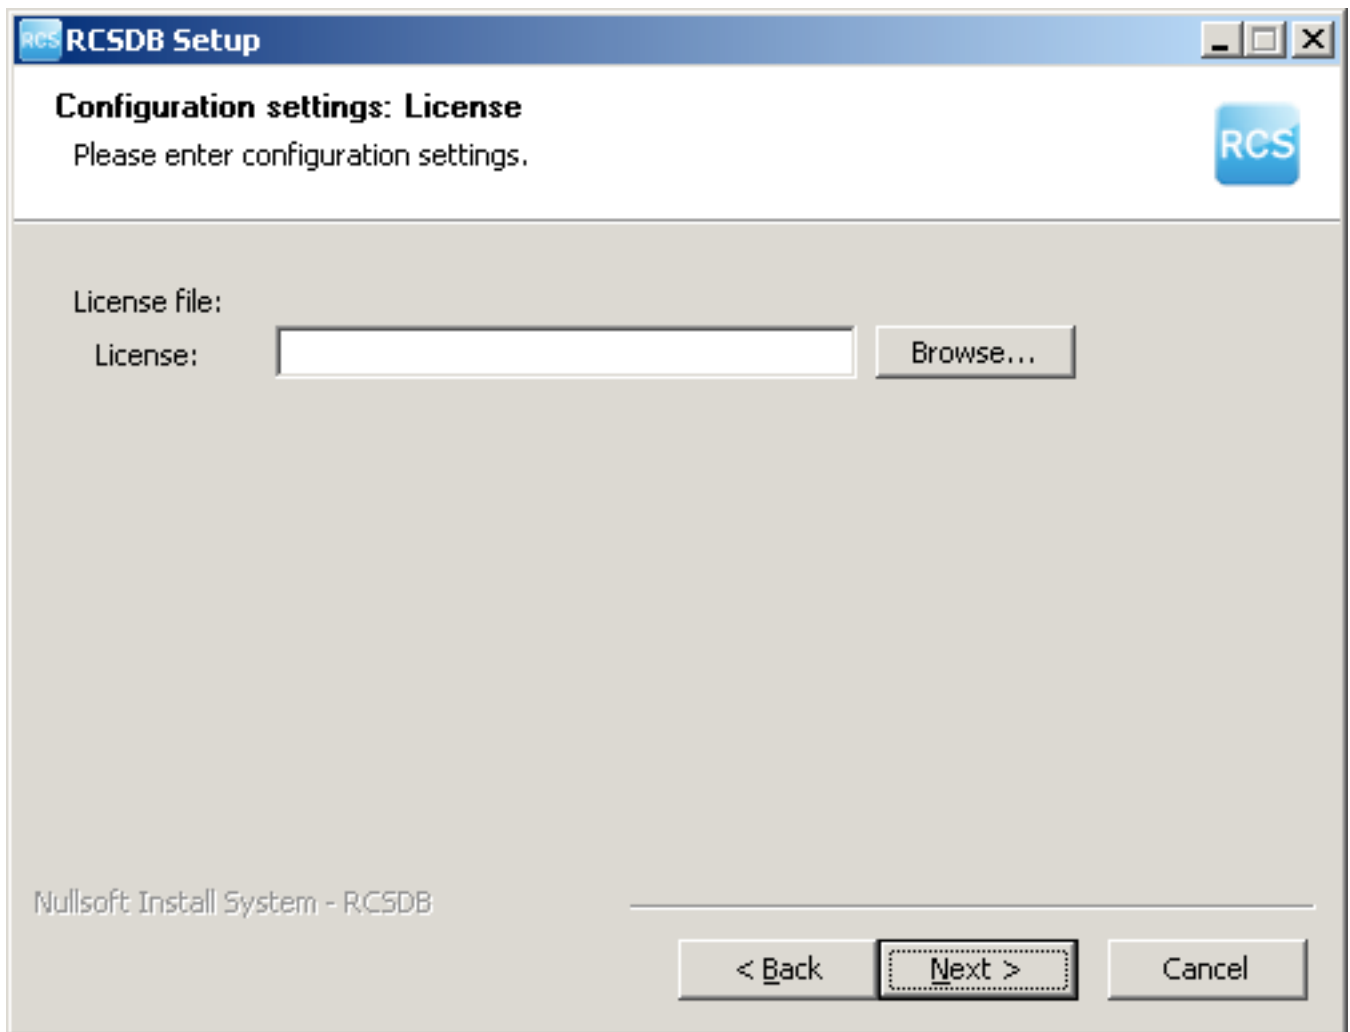 RCS RCSDB Setup
Configuration settings: License
Please enter configuration settings.
RCS
License file:
License:
Browse...
Nullsoft Install System - RCSDB
< Back
Next >
Cancel